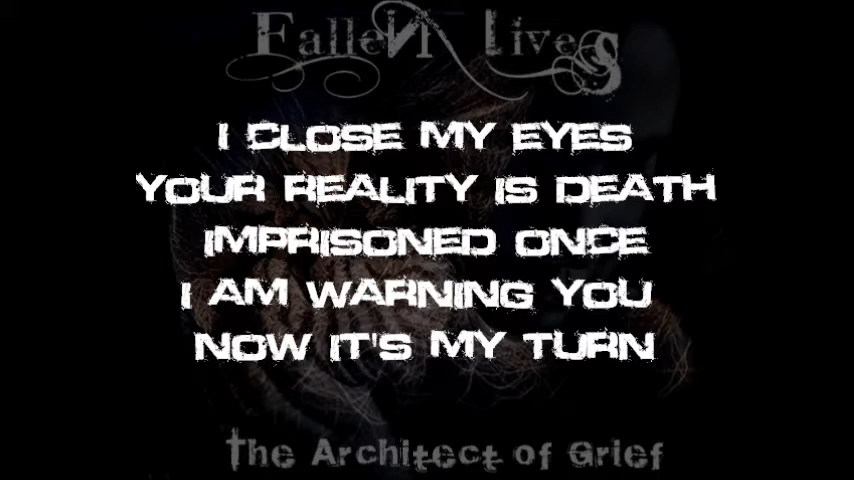 Fallen Lives
I CLOSE MY EYES
YOUR REALITY IS DEATH
IMPRISONED ONCE
I AM WARNING YOU
NOW IT'S MY TURN
The Architect of Grief